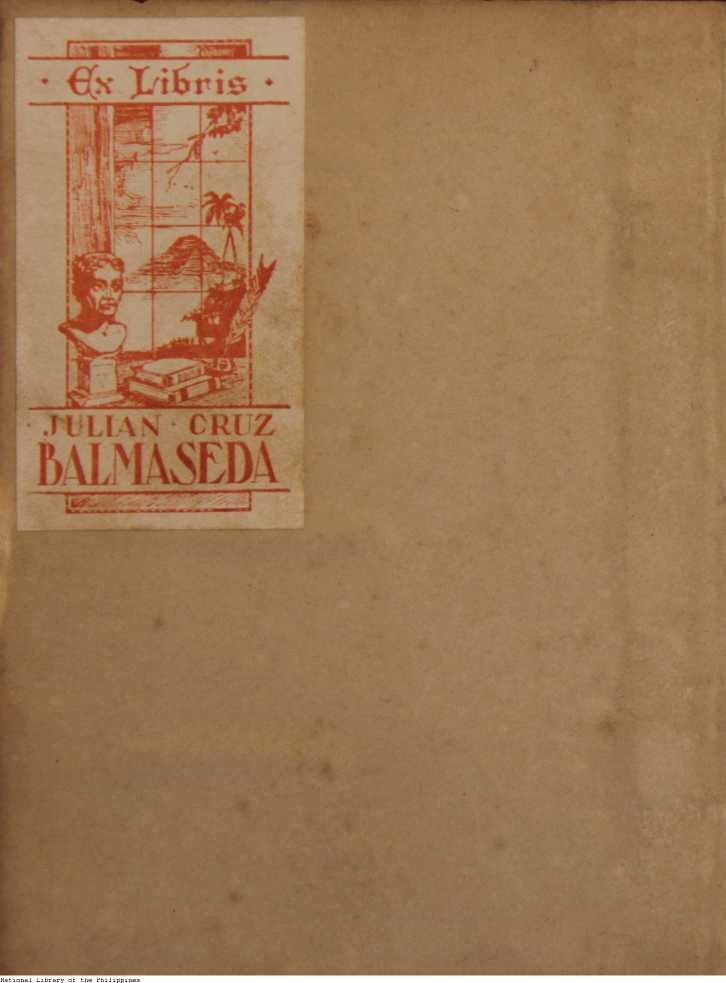 · Ex Libris ·
· JULIAN · CRUZ
BALMASEDA
National Library of the Philippines